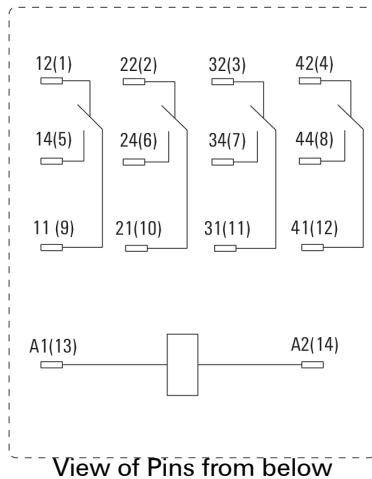 12(1) 22(2) 32(3) 42(4)
14(5) 24(6) 34(7) 44(8)
11 (9) 21(10) 31(11) 41(12)
A1(13) A2(14)
View of Pins from below